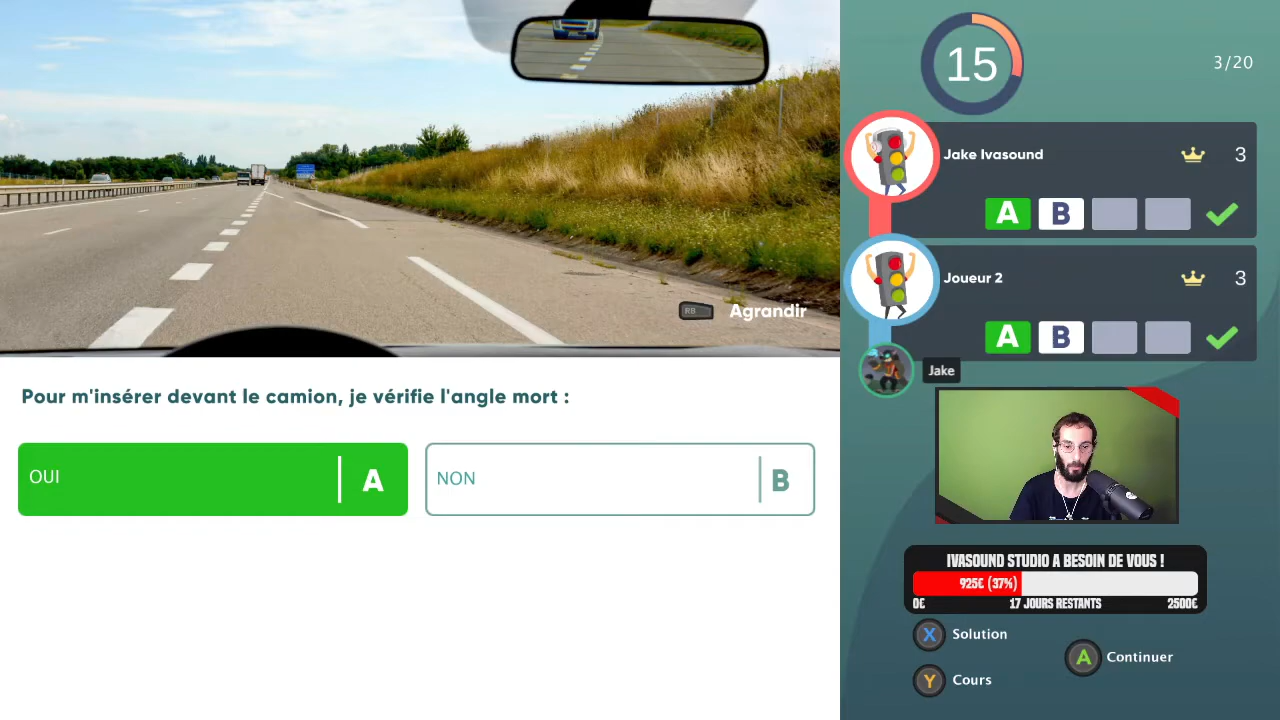 15
3/20
Jake Ivasound
3
A
B
Joueur 2
3
A
B
Jake
RB
Agrandir
Pour m'insérer devant le camion, je vérifie l'angle mort :
OUI
A
NON
B
IVASOUND STUDIO A BESOIN DE VOUS !
925€ (37%)
0€ 17 JOURS RESTANTS 2500€
X Solution
A Continuer
Y Cours